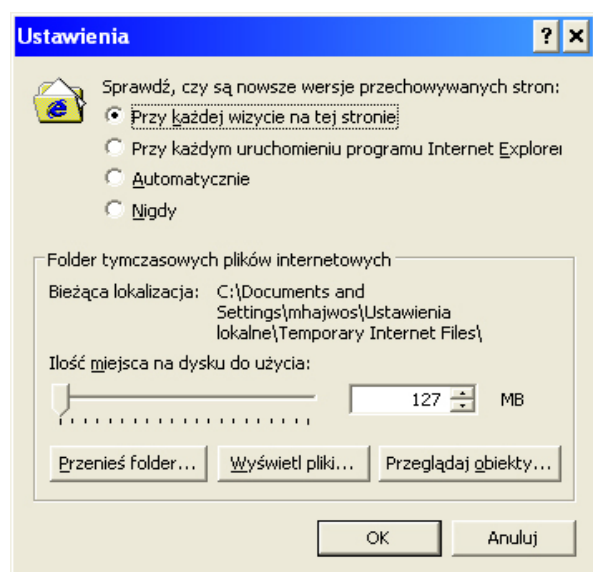 Ustawienia
Sprawdź, czy są nowsze wersje przechowywanych stron:
Przy każdej wizycie na tej stronie
Przy każdym uruchomieniu programu Internet Explorer
Automatycznie
Nigdy
Folder tymczasowych plików internetowych
Bieżąca lokalizacja: C:\Documents and
Settings\mhajwos\Ustawienia
lokalne\Temporary Internet Files\
Ilość miejsca na dysku do użycia:
127 MB
Przenieś folder... Wyświetl pliki... Przeglądaj obiekty...
OK Anuluj